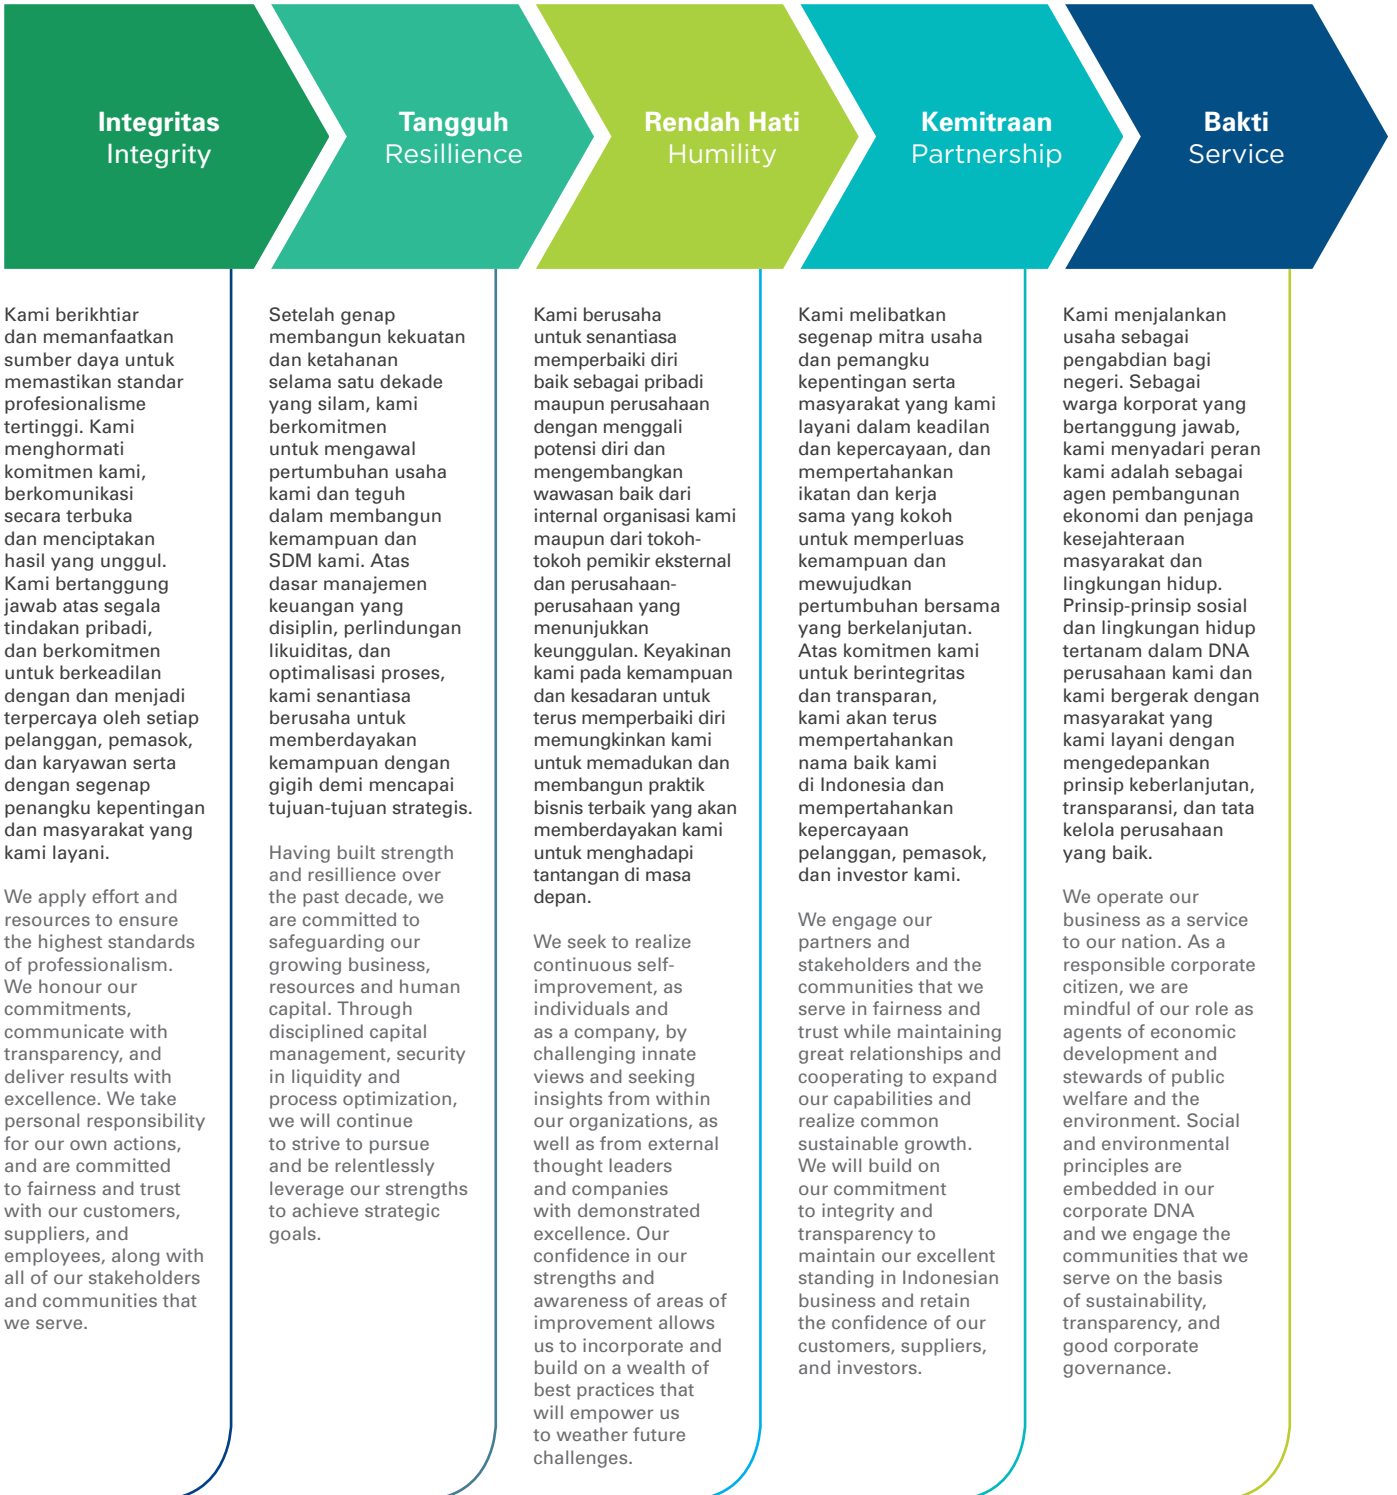 Integritas
Integrity
Tangguh
Resillience
Rendah Hati
Humility
Kemitraan
Partnership
Bakti
Service
Kami berikhtiar
dan memanfaatkan
sumber daya untuk
memastikan standar
profesionalisme
tertinggi. Kami
menghormati
komitmen kami,
berkomunikasi
secara terbuka
dan menciptakan
hasil yang unggul.
Kami bertanggung
jawab atas segala
tindakan pribadi,
dan berkomitmen
untuk berkeadilan
dengan dan menjadi
terpercaya oleh setiap
pelanggan, pemasok,
dan karyawan serta
dengan segenap
penangku kepentingan
dan masyarakat yang
kami layani.
We apply effort and
resources to ensure
the highest standards
of professionalism.
We honour our
commitments,
communicate with
transparency, and
deliver results with
excellence. We take
personal responsibility
for our own actions,
and are committed
to fairness and trust
with our customers,
suppliers, and
employees, along with
all of our stakeholders
and communities that
we serve.
Setelah genap
membangun kekuatan
dan ketahanan
selama satu dekade
yang silam, kami
berkomitmen
untuk mengawal
pertumbuhan usaha
kami dan teguh
dalam membangun
kemampuan dan
SDM kami. Atas
dasar manajemen
keuangan yang
disiplin, perlindungan
likuiditas, dan
optimalisasi proses,
kami senantiasa
berusaha untuk
memberdayakan
kemampuan dengan
gigih demi mencapai
tujuan-tujuan strategis.
Having built strength
and resillience over
the past decade, we
are committed to
safeguarding our
growing business,
resources and human
capital. Through
disciplined capital
management, security
in liquidity and
process optimization,
we will continue
to strive to pursue
and be relentlessly
leverage our strengths
to achieve strategic
goals.
Kami berusaha
untuk senantiasa
memperbaiki diri
baik sebagai pribadi
maupun perusahaan
dengan menggali
potensi diri dan
mengembangkan
wawasan baik dari
internal organisasi kami
maupun dari tokoh-
tokoh pemikir eksternal
dan perusahaan-
perusahaan yang
menunjukkan
keunggulan. Keyakinan
kami pada kemampuan
dan kesadaran untuk
terus memperbaiki diri
memungkinkan kami
untuk memadukan dan
membangun praktik
bisnis terbaik yang akan
memberdayakan kami
untuk menghadapi
tantangan di masa
depan.
We seek to realize
continuous self-
improvement, as
individuals and
as a company, by
challenging innate
views and seeking
insights from within
our organizations, as
well as from external
thought leaders
and companies
with demonstrated
excellence. Our
confidence in our
strengths and
awareness of areas of
improvement allows
us to incorporate and
build on a wealth of
best practices that
will empower us
to weather future
challenges.
Kami melibatkan
segenap mitra usaha
dan pemangku
kepentingan serta
masyarakat yang kami
layani dalam keadilan
dan kepercayaan, dan
mempertahankan
ikatan dan kerja
sama yang kokoh
untuk memperluas
kemampuan dan
mewujudkan
pertumbuhan bersama
yang berkelanjutan.
Atas komitmen kami
untuk berintegritas
dan transparan,
kami akan terus
mempertahankan
nama baik kami
di Indonesia dan
mempertahankan
kepercayaan
pelanggan, pemasok,
dan investor kami.
We engage our
partners and
stakeholders and the
communities that we
serve in fairness and
trust while maintaining
great relationships and
cooperating to expand
our capabilities and
realize common
sustainable growth.
We will build on
our commitment
to integrity and
transparency to
maintain our excellent
standing in Indonesian
business and retain
the confidence of our
customers, suppliers,
and investors.
Kami menjalankan
usaha sebagai
pengabdian bagi
negeri. Sebagai
warga korporat yang
bertanggung jawab,
kami menyadari peran
kami adalah sebagai
agen pembangunan
ekonomi dan penjaga
kesejahteraan
masyarakat dan
lingkungan hidup.
Prinsip-prinsip sosial
dan lingkungan hidup
tertanam dalam DNA
perusahaan kami dan
kami bergerak dengan
masyarakat yang
kami layani dengan
mengedepankan
prinsip keberlanjutan,
transparansi, dan tata
kelola perusahaan
yang baik.
We operate our
business as a service
to our nation. As a
responsible corporate
citizen, we are
mindful of our role as
agents of economic
development and
stewards of public
welfare and the
environment. Social
and environmental
principles are
embedded in our
corporate DNA
and we engage the
communities that we
serve on the basis
of sustainability,
transparency, and
good corporate
governance.